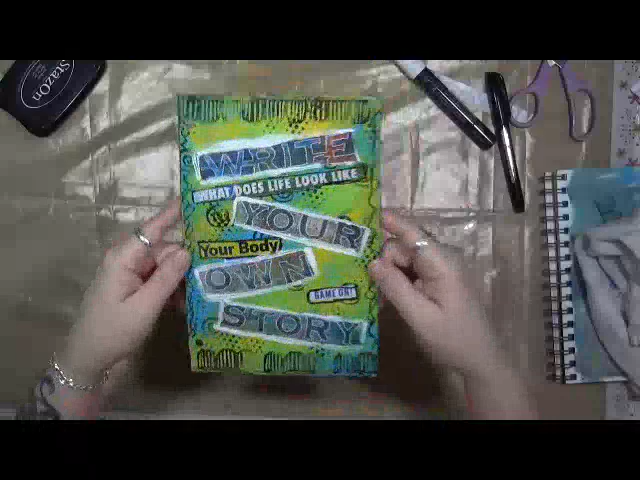 StazOn
WRITE
WHAT DOES LIFE LOOK LIKE
YOUR
Your Body
OWN
GAME ON!
STORY